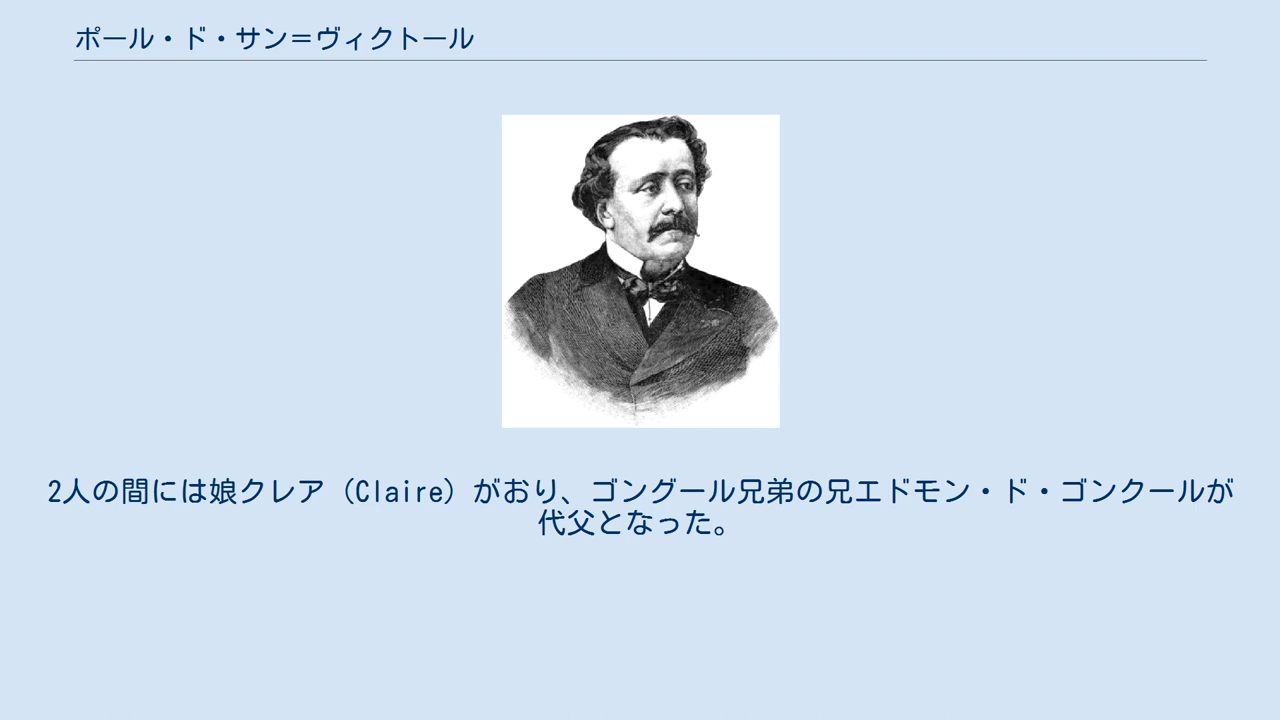 ポール・ド・サン＝ヴィクトール
2人の間には娘クレア（Claire）がおり、ゴングール兄弟の兄エドモン・ド・ゴンクールが
代父となった。